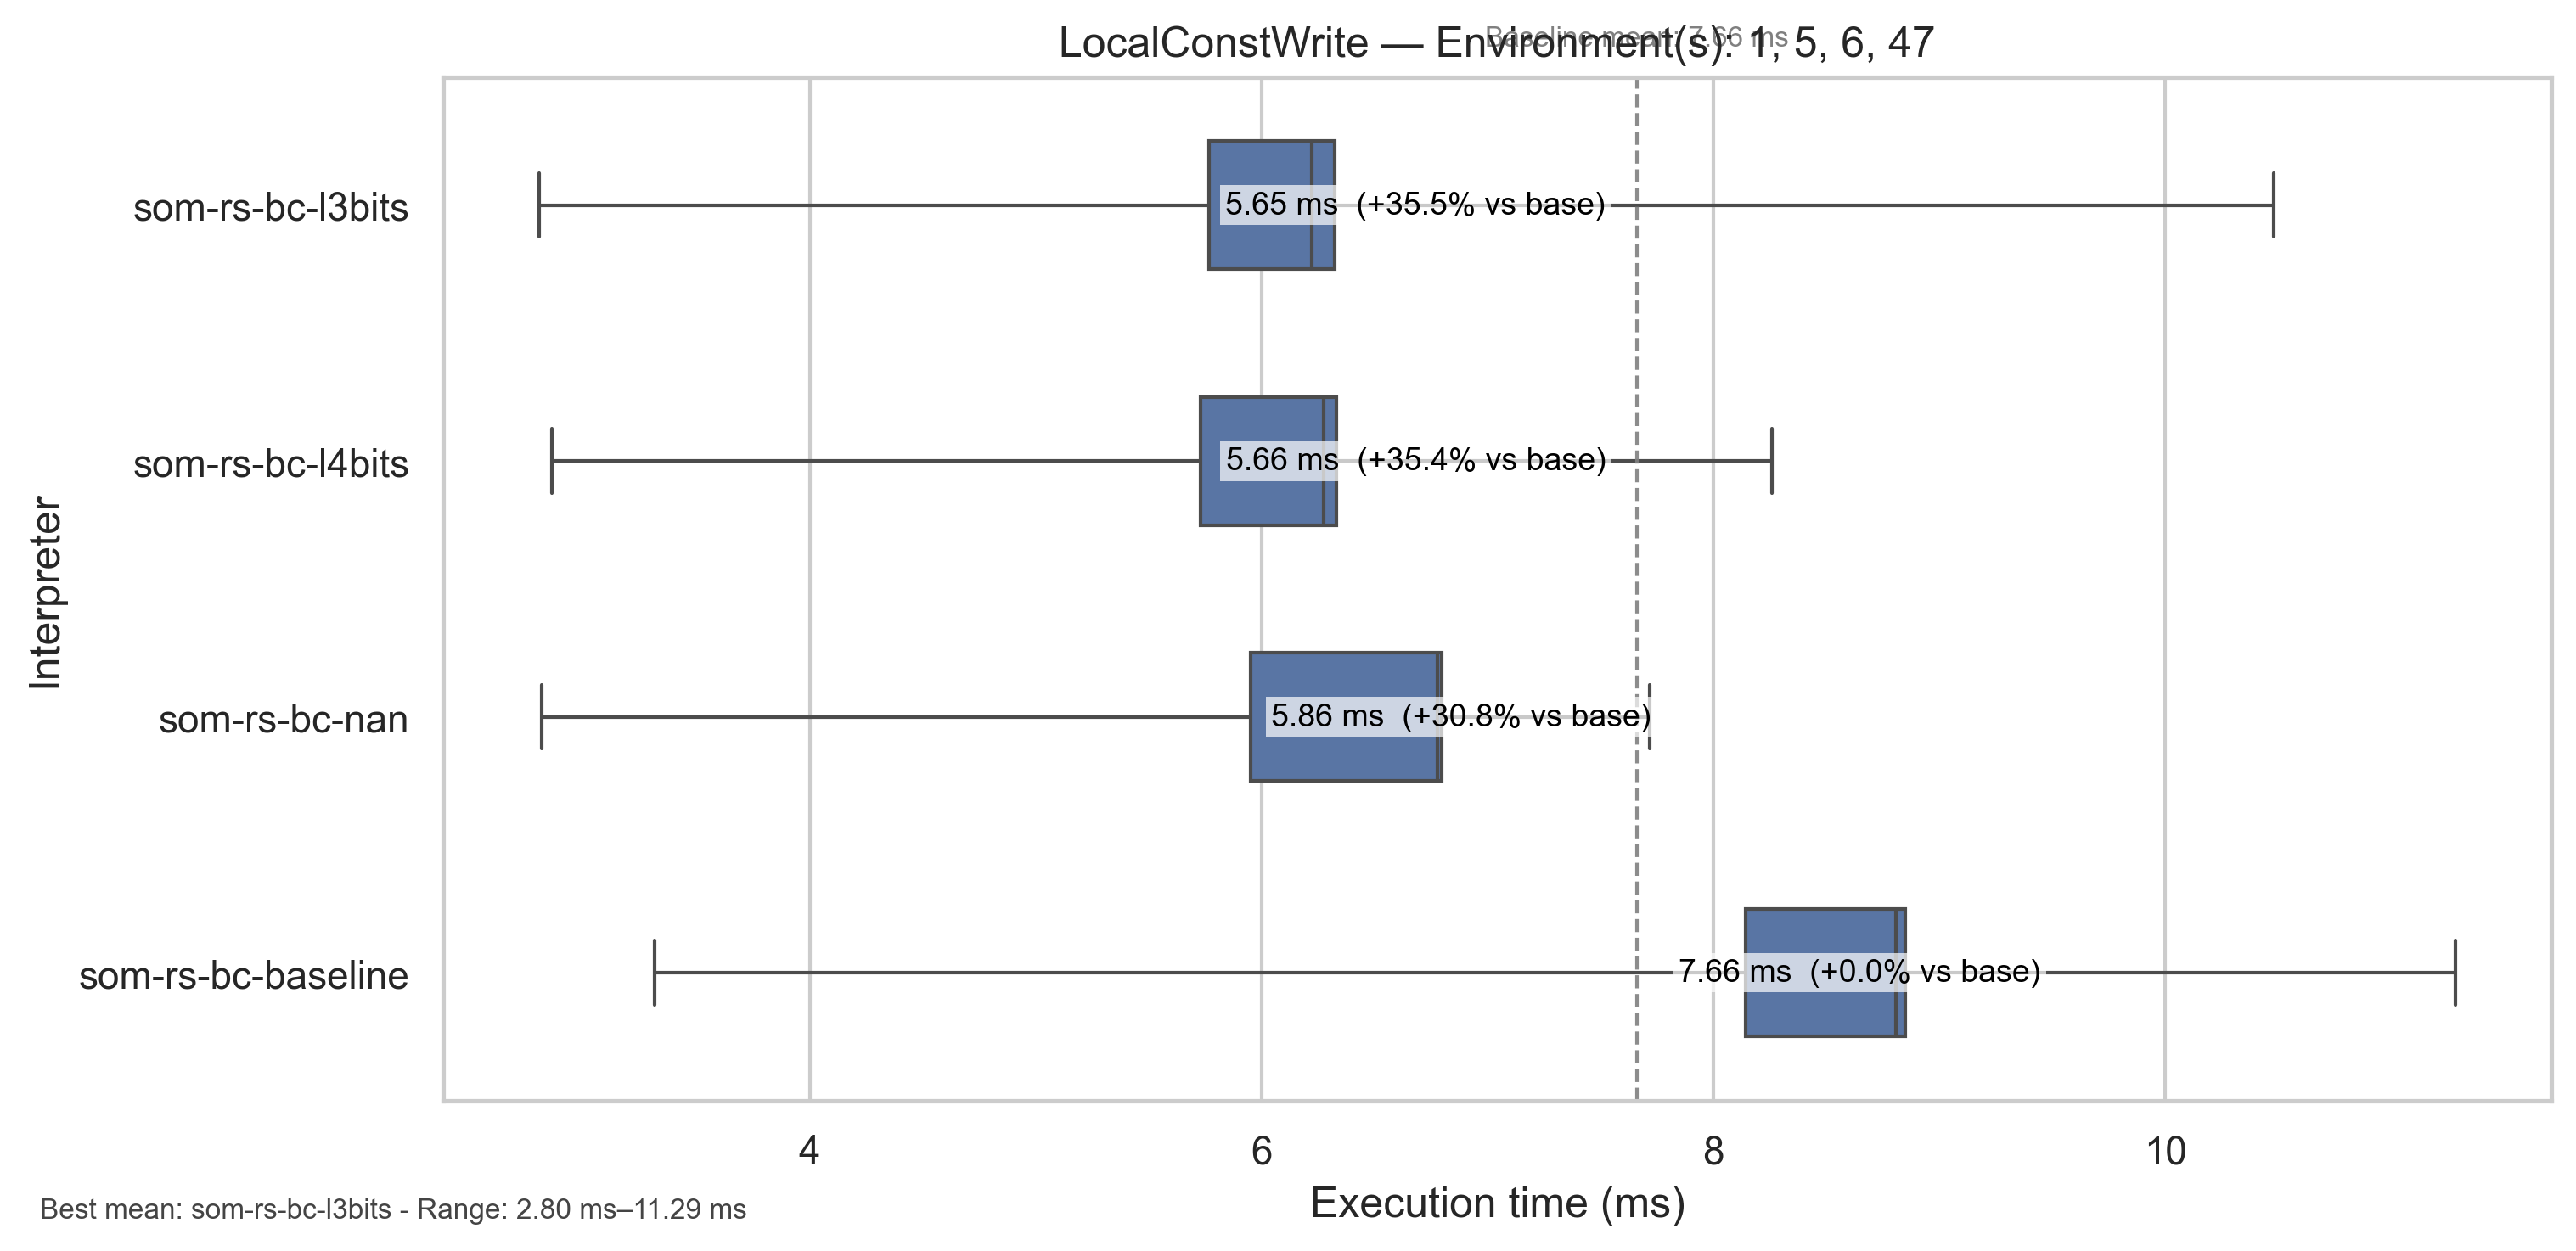 Baseline mean: 7.66 ms
LocalConstWrite — Environment(s): 1, 5, 6, 47
som-rs-bc-l3bits
5.65 ms (+35.5% vs base)
som-rs-bc-l4bits
5.66 ms (+35.4% vs base)
som-rs-bc-nan
5.86 ms (+30.8% vs base)
som-rs-bc-baseline
7.66 ms (+0.0% vs base)
Interpreter
4 6 8 10
Execution time (ms)
Best mean: som-rs-bc-l3bits - Range: 2.80 ms–11.29 ms